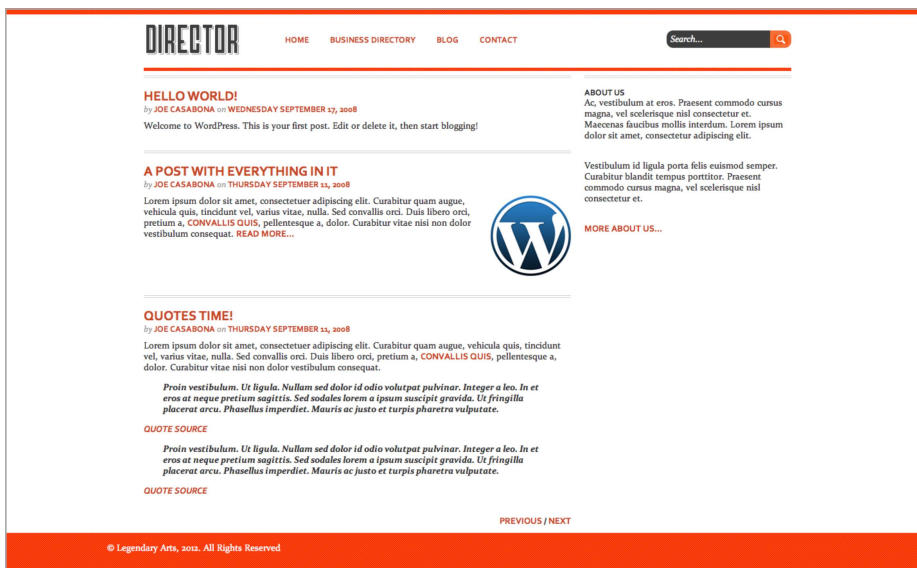 DIRECTOR
HOME BUSINESS DIRECTORY BLOG CONTACT
Search...
HELLO WORLD!
by JOE CASABONA on WEDNESDAY SEPTEMBER 17, 2008
Welcome to WordPress. This is your first post. Edit or delete it, then start blogging!
A POST WITH EVERYTHING IN IT
by JOE CASABONA on THURSDAY SEPTEMBER 11, 2008
Lorem ipsum dolor sit amet, consectetuer adipiscing elit. Curabitur quam augue,
vehicula quis, tincidunt vel, varius vitae, nulla. Sed convallis orci. Duis libero orci,
pretium a, CONVALLIS QUIS, pellentesque a, dolor. Curabitur vitae nisi non dolor
vestibulum consequat. READ MORE...
QUOTES TIME!
by JOE CASABONA on THURSDAY SEPTEMBER 11, 2008
Lorem ipsum dolor sit amet, consectetuer adipiscing elit. Curabitur quam augue, vehicula quis, tincidunt
vel, varius vitae, nulla. Sed convallis orci. Duis libero orci, pretium a, CONVALLIS QUIS, pellentesque a,
dolor. Curabitur vitae nisi non dolor vestibulum consequat.
Proin vestibulum. Ut ligula. Nullam sed dolor id odio volutpat pulvinar. Integer a leo. In et
eros at neque pretium sagittis. Sed sodales lorem a ipsum suscipit gravida. Ut fringilla
placerat arcu. Phasellus imperdiet. Mauris ac justo et turpis pharetra vulputate.
QUOTE SOURCE
Proin vestibulum. Ut ligula. Nullam sed dolor id odio volutpat pulvinar. Integer a leo. In et
eros at neque pretium sagittis. Sed sodales lorem a ipsum suscipit gravida. Ut fringilla
placerat arcu. Phasellus imperdiet. Mauris ac justo et turpis pharetra vulputate.
QUOTE SOURCE
PREVIOUS / NEXT
ABOUT US
Ac, vestibulum at eros. Praesent commodo cursus
magna, vel scelerisque nisl consectetur et.
Maecenas faucibus mollis interdum. Lorem ipsum
dolor sit amet, consectetur adipiscing elit.
Vestibulum id ligula porta felis euismod semper.
Curabitur blandit tempus porttitor. Praesent
commodo cursus magna, vel scelerisque nisl
consectetur et.
MORE ABOUT US...
© Legendary Arts, 2012. All Rights Reserved